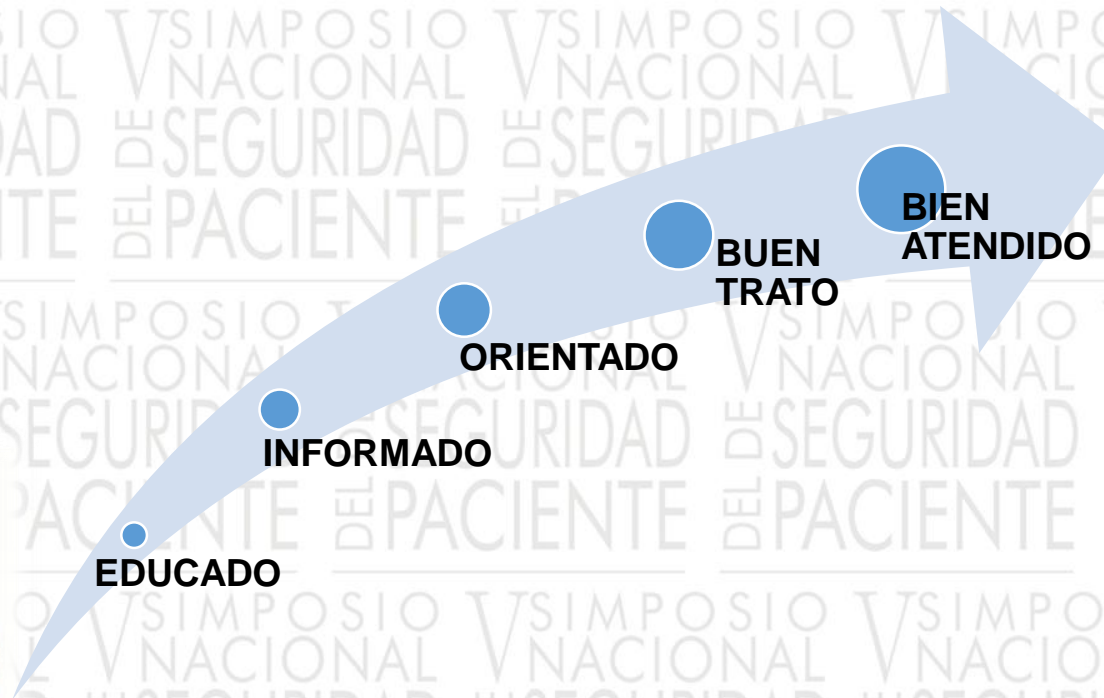 V SIMPOSIO
NACIONAL
DE SEGURIDAD
DEL PACIENTE
BIEN
ATENDIDO
BUEN
TRATO
ORIENTADO
INFORMADO
EDUCADO